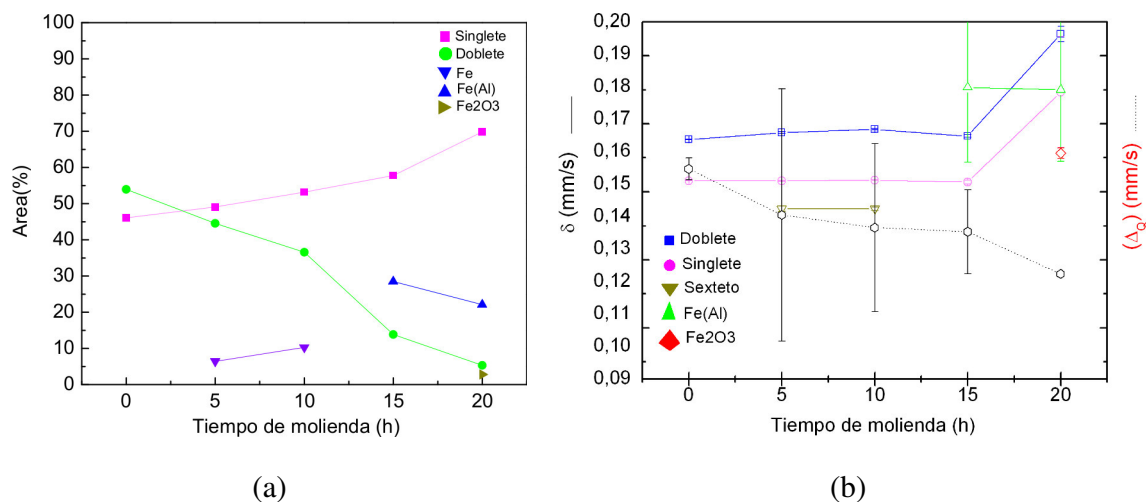 100
90
80
70
60
50
40
30
20
10
0
Area(%)
Singlete
Doblete
Fe
Fe(Al)
Fe2O3
0 5 10 15 20
Tiempo de molienda (h)
(a)
0,20
0,19
0,18
0,17
0,16
0,15
0,14
0,13
0,12
0,11
0,10
0,09
δ (mm/s)
(Δ_Q) (mm/s)
Doblete
Singlete
Sexteto
Fe(Al)
Fe2O3
0 5 10 15 20
Tiempo de molienda (h)
(b)